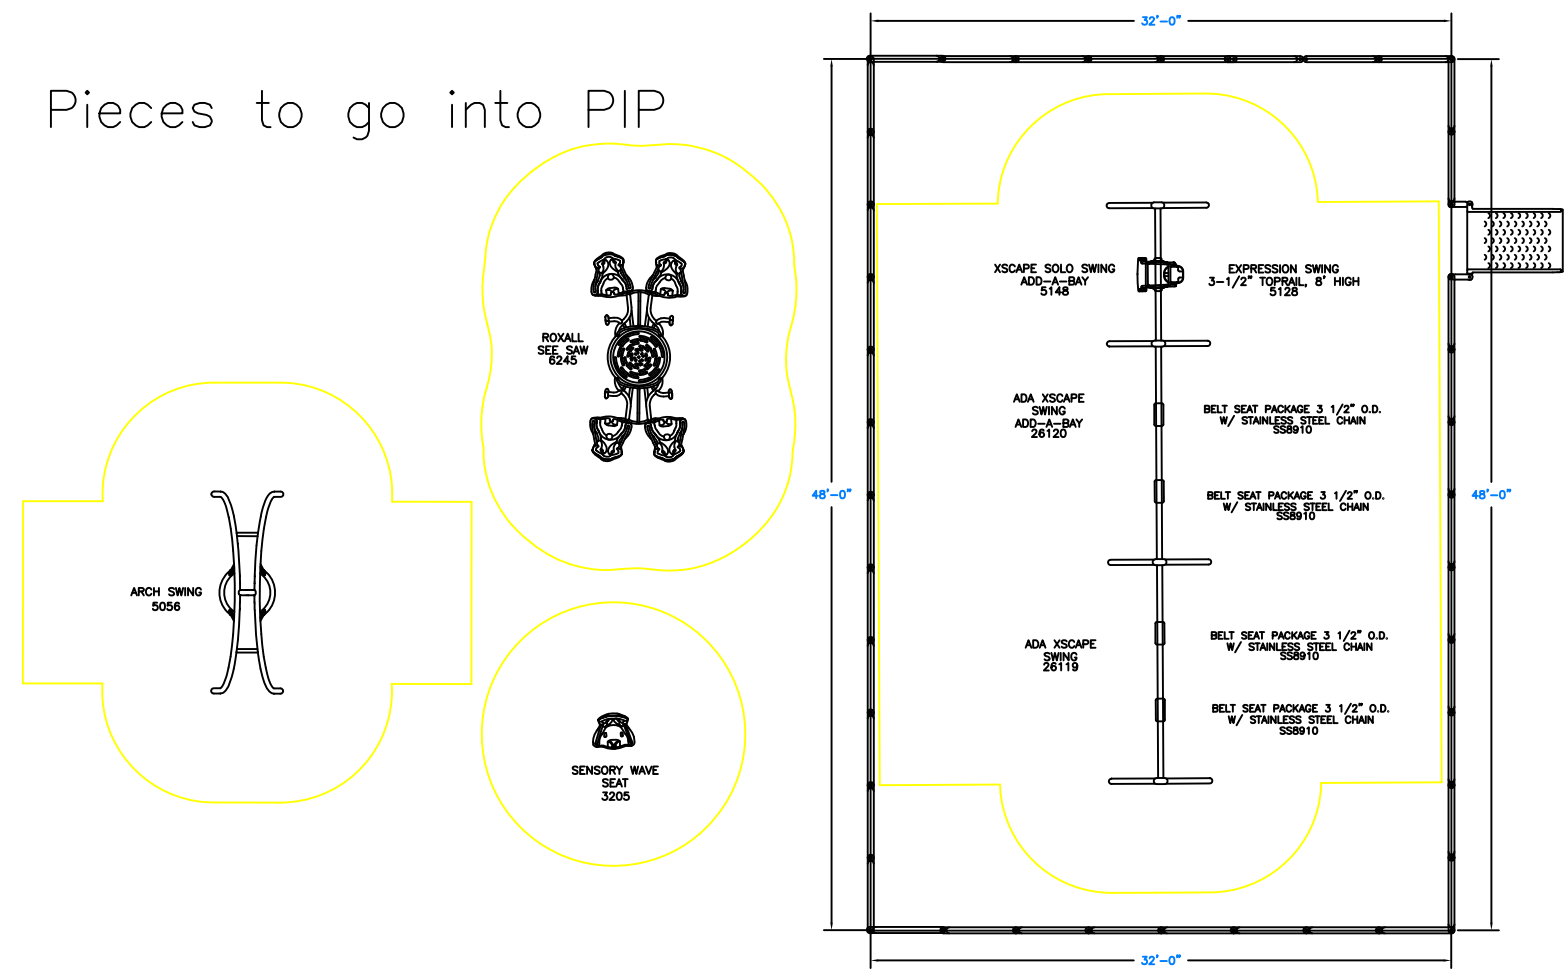 32'-0"
Pieces to go into PIP
XSCAPE SOLO SWING
ADD-A-BAY
5148
EXPRESSION SWING
3-1/2" TOPRAIL, 8' HIGH
5128
ROXALL
SEE SAW
6245
ADA XSCAPE
SWING
ADD-A-BAY
26120
BELT SEAT PACKAGE 3 1/2" O.D.
W/ STAINLESS STEEL CHAIN
SS8910
48'-0"
BELT SEAT PACKAGE 3 1/2" O.D.
W/ STAINLESS STEEL CHAIN
SS8910
48'-0"
ARCH SWING
5056
ADA XSCAPE
SWING
26119
BELT SEAT PACKAGE 3 1/2" O.D.
W/ STAINLESS STEEL CHAIN
SS8910
BELT SEAT PACKAGE 3 1/2" O.D.
W/ STAINLESS STEEL CHAIN
SS8910
SENSORY WAVE
SEAT
3205
32'-0"